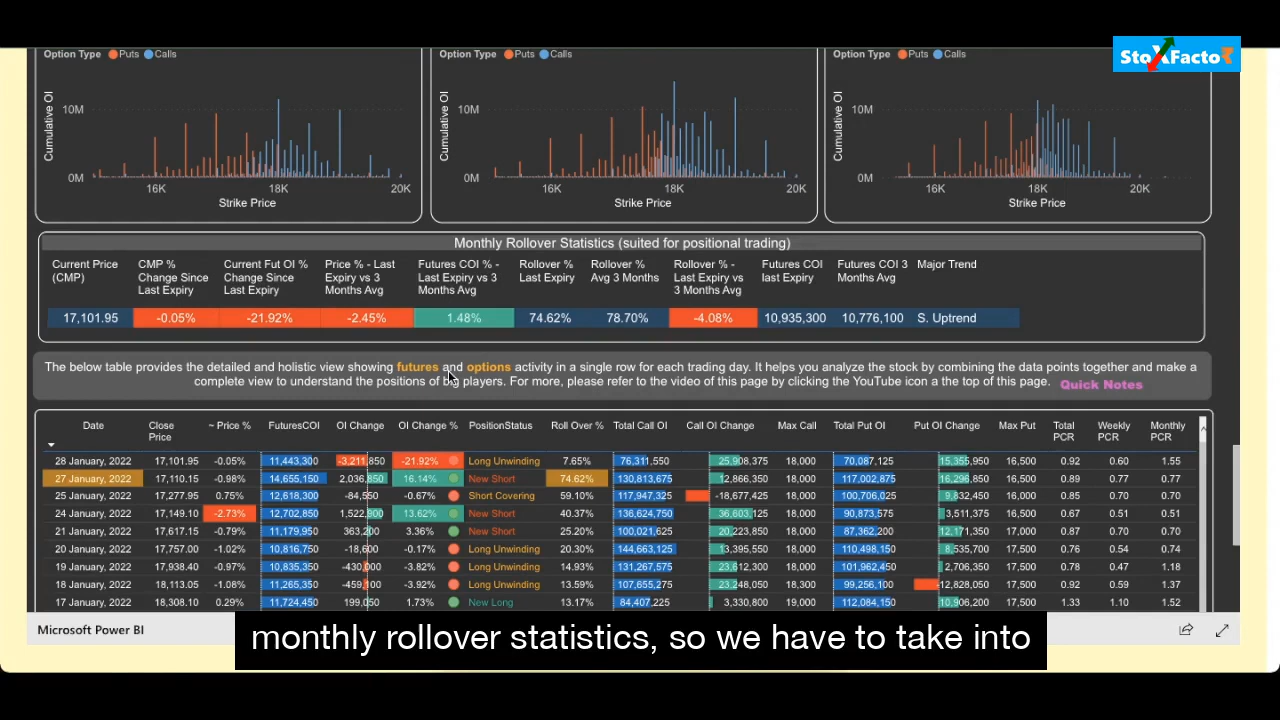 StoXFactoR
Option Type Puts Calls
Option Type Puts Calls
Option Type Puts Calls
Cumulative OI
10M
0M
16K 18K 20K
Strike Price
Cumulative OI
10M
0M
16K 18K 20K
Strike Price
Cumulative OI
10M
0M
16K 18K 20K
Strike Price
Monthly Rollover Statistics (suited for positional trading)
Current Price (CMP)
CMP % Change Since Last Expiry
Current Fut OI % Change Since Last Expiry
Price % - Last Expiry vs 3 Months Avg
Futures COI % - Last Expiry vs 3 Months Avg
Rollover % Last Expiry
Rollover % Avg 3 Months
Rollover % - Last Expiry vs 3 Months Avg
Futures COI last Expiry
Futures COI 3 Months Avg
Major Trend
17,101.95 -0.05% -21.92% -2.45% 1.48% 74.62% 78.70% -4.08% 10,935,300 10,776,100 S. Uptrend
The below table provides the detailed and holistic view showing futures and options activity in a single row for each trading day. It helps you analyze the stock by combining the data points together and make a
complete view to understand the positions of big players. For more, please refer to the video of this page by clicking the YouTube icon a the top of this page. Quick Notes
Date Close Price ~ Price % FuturesCOI OI Change OI Change % PositionStatus Roll Over % Total Call OI Call OI Change Max Call Total Put OI Put OI Change Max Put Total PCR Weekly PCR Monthly PCR
28 January, 2022 17,101.95 -0.05% 11,443,300 -3,211,850 -21.92% Long Unwinding 7.65% 76,311,550 25,908,375 18,000 70,087,125 15,355,950 16,500 0.92 0.60 1.55
27 January, 2022 17,110.15 -0.98% 14,655,150 2,036,850 16.14% New Short 74.62% 130,813,675 12,866,350 18,000 117,002,875 16,296,850 16,500 0.89 0.77 0.77
25 January, 2022 17,277.95 0.75% 12,618,300 -84,550 -0.67% Short Covering 59.10% 117,947,325 -18,677,425 18,000 100,706,025 9,832,450 16,000 0.85 0.70 0.70
24 January, 2022 17,149.10 -2.73% 12,702,850 1,522,900 13.62% New Short 40.37% 136,624,750 36,603,125 18,000 90,873,575 3,511,375 16,500 0.67 0.51 0.51
21 January, 2022 17,617.15 -0.79% 11,179,950 363,200 3.36% New Short 25.20% 100,021,625 20,223,850 18,000 87,362,200 12,171,350 17,000 0.87 0.70 0.70
20 January, 2022 17,757.00 -1.02% 10,816,750 -18,600 -0.17% Long Unwinding 20.30% 144,663,125 13,395,550 18,000 110,498,150 8,535,700 17,500 0.76 0.54 0.74
19 January, 2022 17,938.40 -0.97% 10,835,350 -3.82% Long Unwinding 14.93% 131,267,575 23,612,300 18,000 101,962,450 2,706,350 17,500 0.78 0.47 1.18
18 January, 2022 18,113.05 -1.08% 11,265,350 -3.92% Long Unwinding 13.59% 107,655,275 23,248,050 18,300 99,256,100 -12,828,050 17,500 0.92 0.59 1.37
17 January, 2022 18,308.10 0.29% 11,724,450 199,050 1.73% New Long 13.17% 84,407,225 3,330,800 19,000 112,084,150 10,906,200 17,500 1.33 1.10 1.52
Microsoft Power BI
monthly rollover statistics, so we have to take into